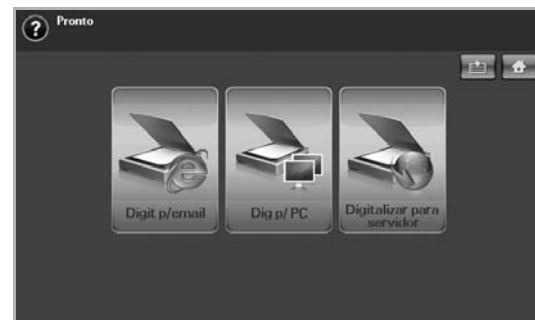 ?
Pronto
Digit p/email
Dig p/ PC
Digitalizar para
servidor